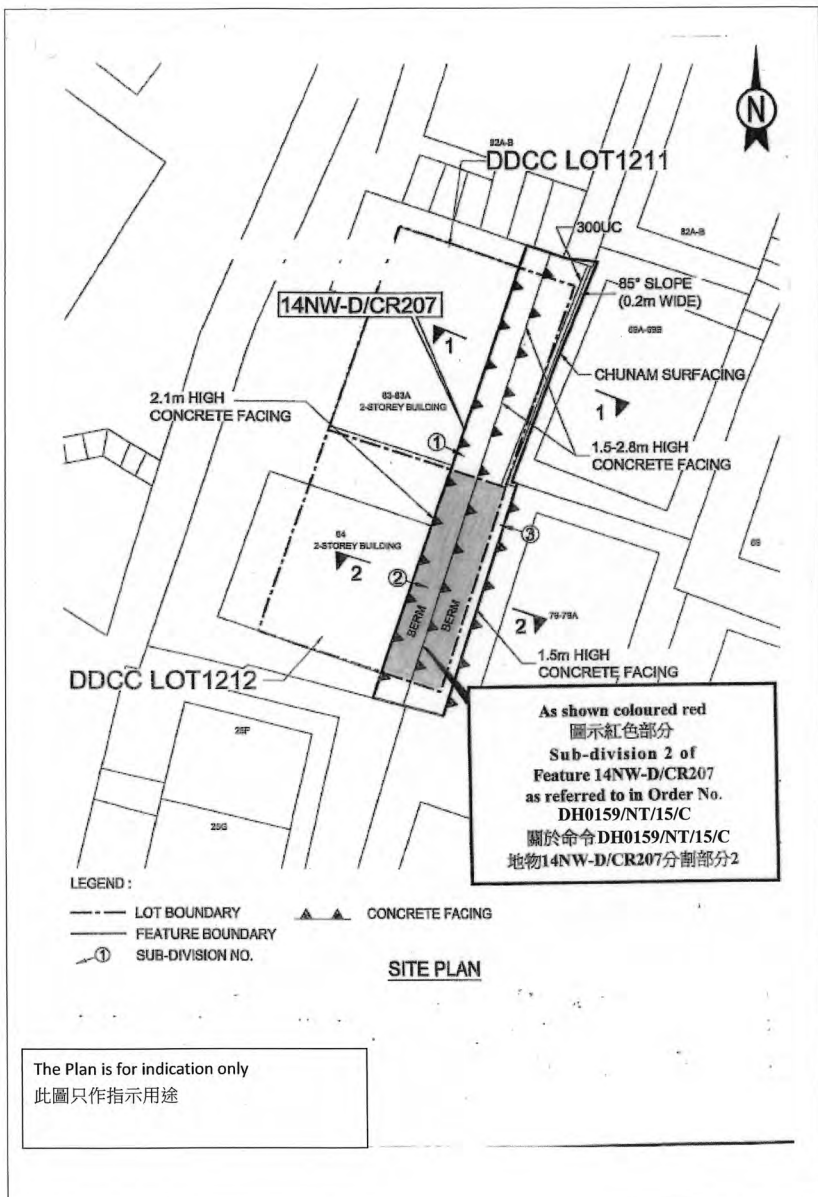 N
82A-B
DDCC LOT1211
300UC
82A-B
85° SLOPE
(0.2m WIDE)
14NW-D/CR207
69A-69B
1
CHUNAM SURFACING
2.1m HIGH
CONCRETE FACING
63-63A
2-STOREY BUILDING
1
①
1.5-2.8m HIGH
CONCRETE FACING
64
2-STOREY BUILDING
③
69
2
②
79-79A
2
BERM
BERM
1.5m HIGH
CONCRETE FACING
DDCC LOT1212
25F
25G
As shown coloured red
圖示紅色部分
Sub-division 2 of
Feature 14NW-D/CR207
as referred to in Order No.
DH0159/NT/15/C
關於命令DH0159/NT/15/C
地物14NW-D/CR207分割部分2
LEGEND :
LOT BOUNDARY
CONCRETE FACING
FEATURE BOUNDARY
① SUB-DIVISION NO.
SITE PLAN
The Plan is for indication only
此圖只作指示用途